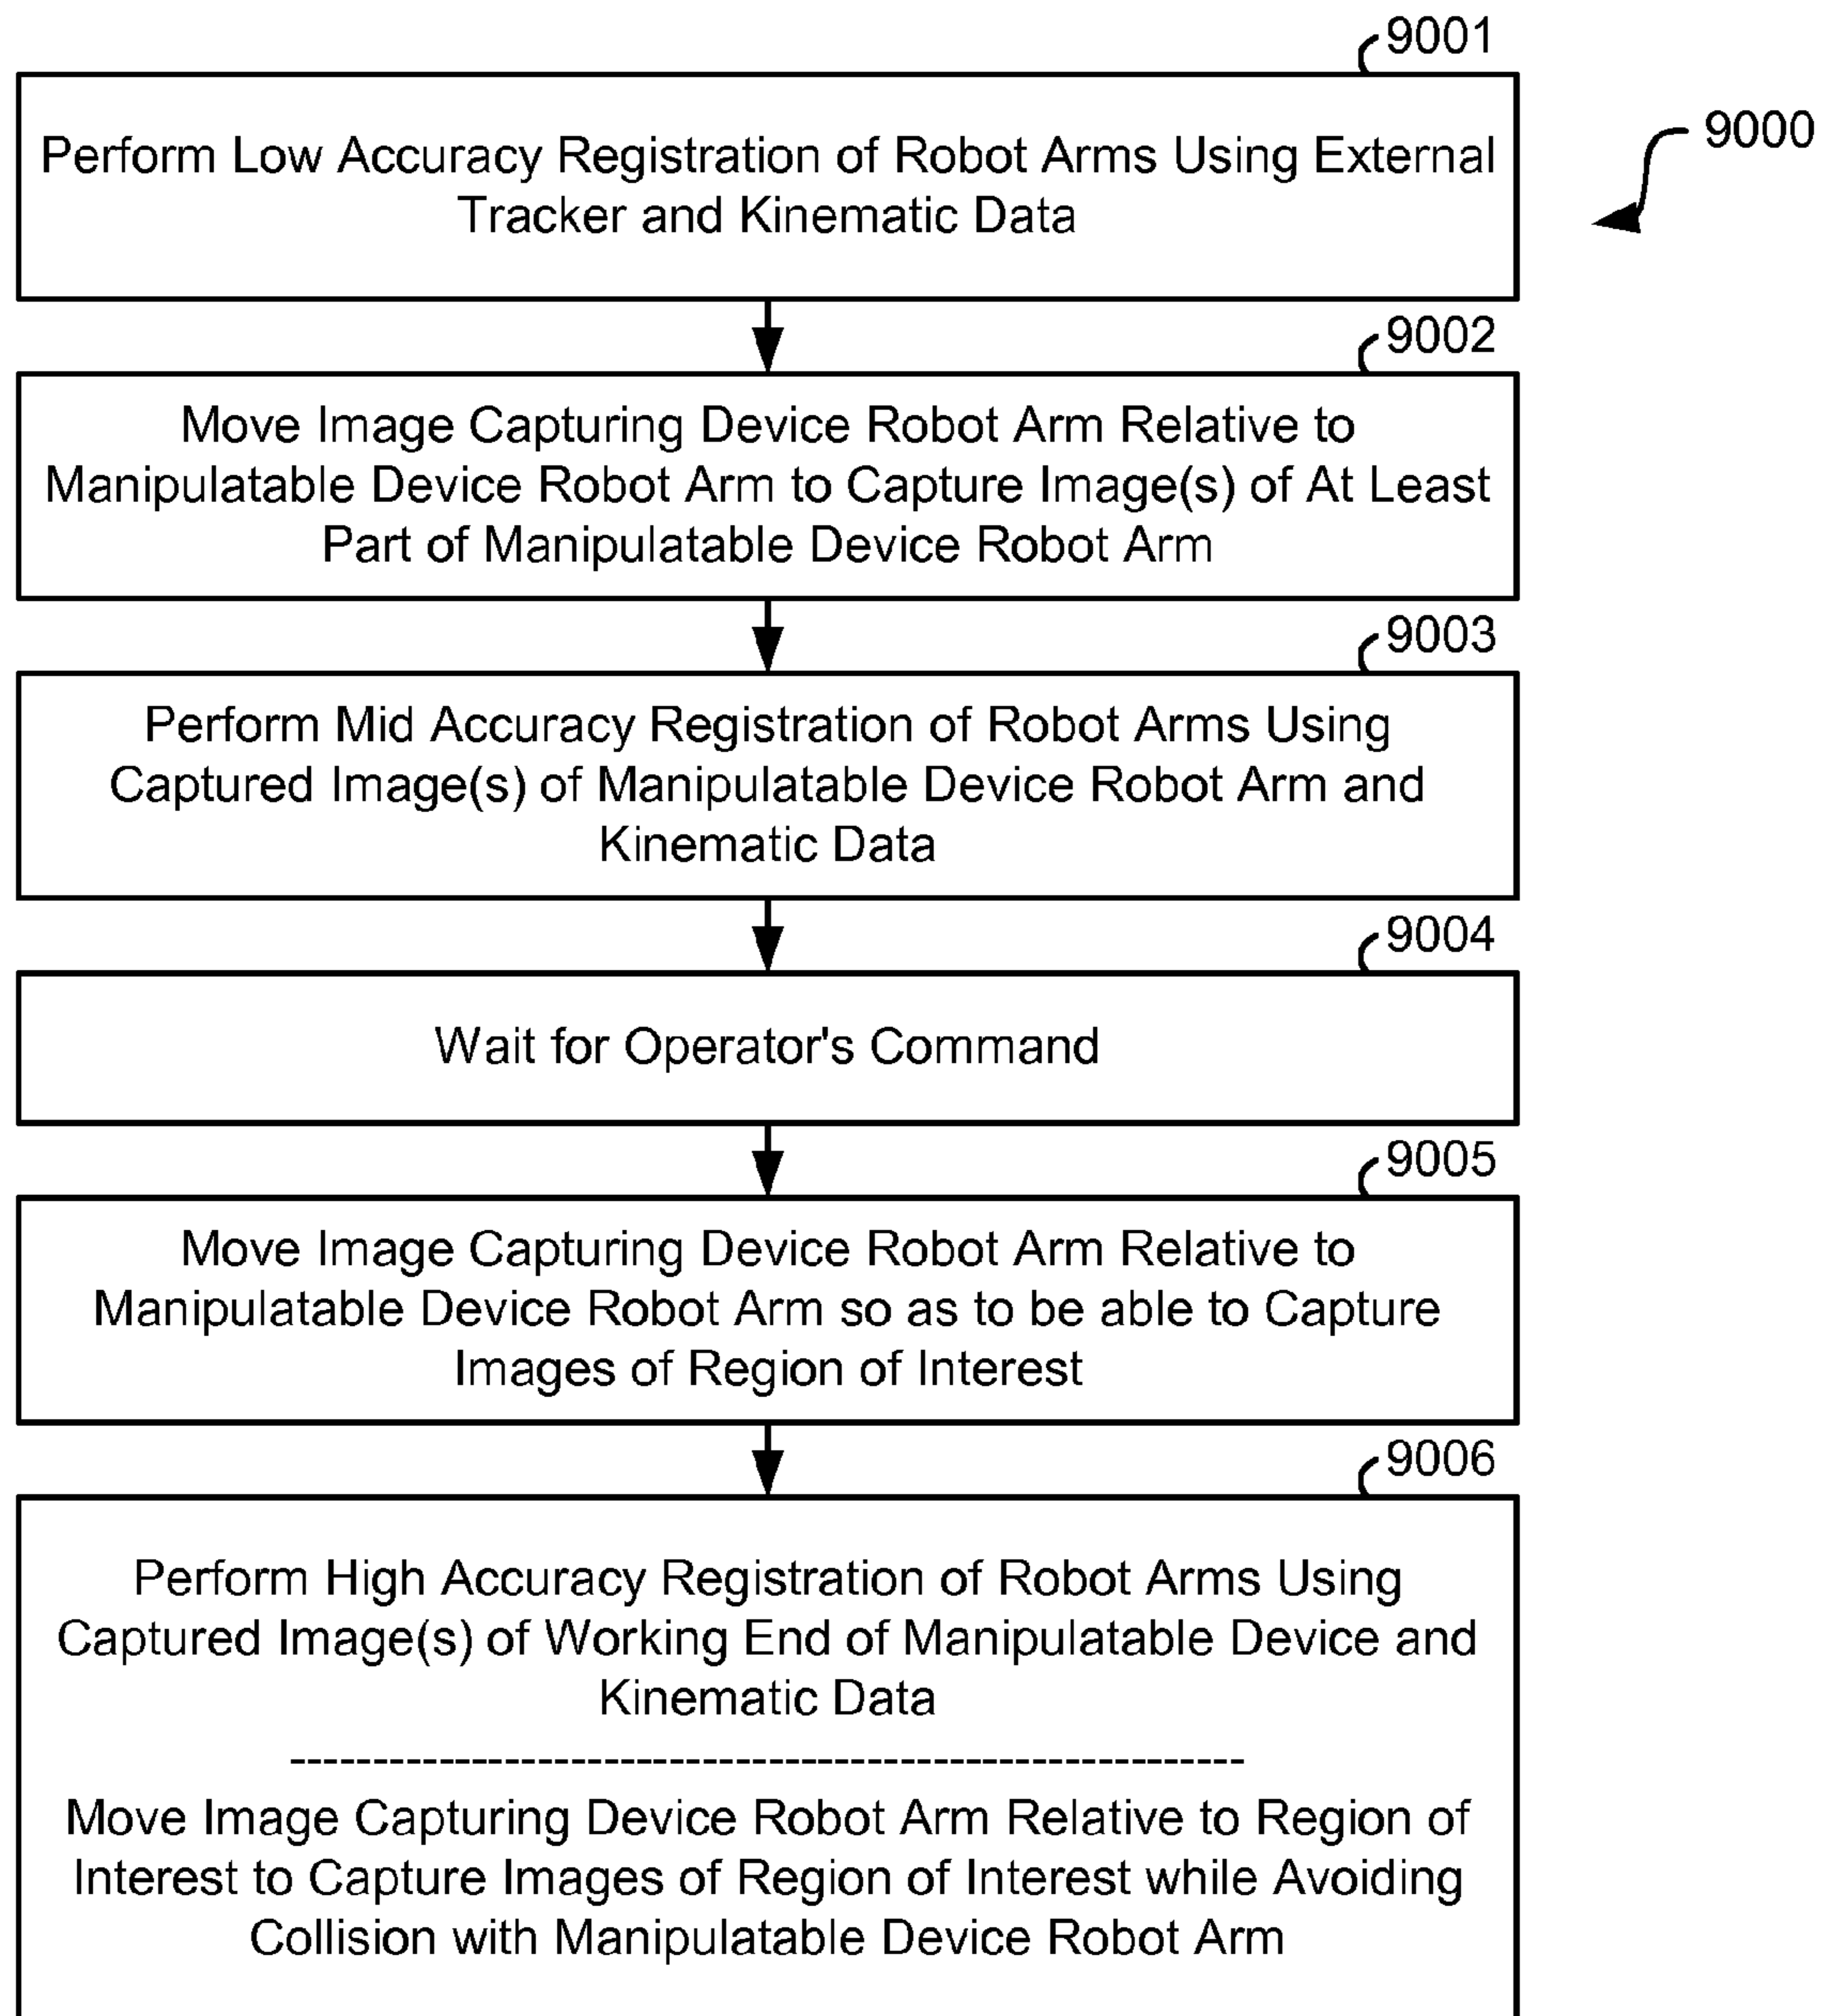 9001
9000
Perform Low Accuracy Registration of Robot Arms Using External
Tracker and Kinematic Data
9002
Move Image Capturing Device Robot Arm Relative to
Manipulatable Device Robot Arm to Capture Image(s) of At Least
Part of Manipulatable Device Robot Arm
9003
Perform Mid Accuracy Registration of Robot Arms Using
Captured Image(s) of Manipulatable Device Robot Arm and
Kinematic Data
9004
Wait for Operator's Command
9005
Move Image Capturing Device Robot Arm Relative to
Manipulatable Device Robot Arm so as to be able to Capture
Images of Region of Interest
9006
Perform High Accuracy Registration of Robot Arms Using
Captured Image(s) of Working End of Manipulatable Device and
Kinematic Data
Move Image Capturing Device Robot Arm Relative to Region of
Interest to Capture Images of Region of Interest while Avoiding
Collision with Manipulatable Device Robot Arm